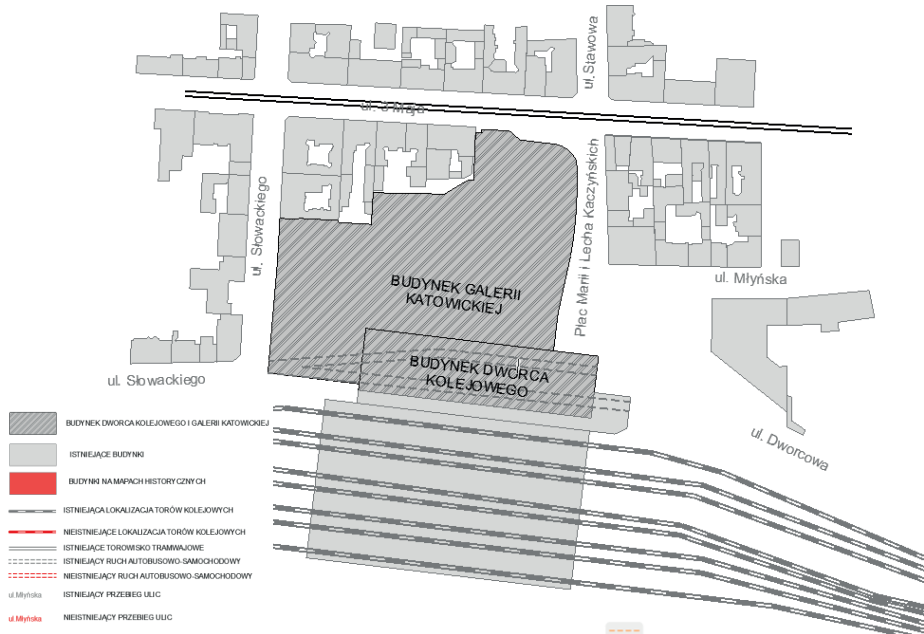 ul.Stawowa
ul. 3 Maja
ul. Słowackiego
Plac Marii i Lecha Kaczyńskich
ul. Młyńska
BUDYNEK GALERII
KATOWICKIEJ
BUDYNEK DWORCA
KOLEJOWEGO
ul. Słowackiego
ul. Dworcowa
BUDYNEK DWORCA KOLEJOWEGO I GALERII KATOWICKIEJ
ISTNIEJĄCE BUDYNKI
BUDYNKI NA MAPACH HISTORYCZNYCH
ISTNIEJĄCA LOKALIZACJA TORÓW KOLEJOWYCH
NIEISTNIEJĄCE LOKALIZACJA TORÓW KOLEJOWYCH
ISTNIEJĄCE TOROWISKO TRAMWAJOWE
ISTNIEJĄCY RUCH AUTOBUSOWO-SAMOCHODOWY
NIEISTNIEJĄCY RUCH AUTOBUSOWO-SAMOCHODOWY
ul.Młyńska ISTNIEJĄCY PRZEBIEG ULIC
ul.Młyńska NIEISTNIEJĄCY PRZEBIEG ULIC